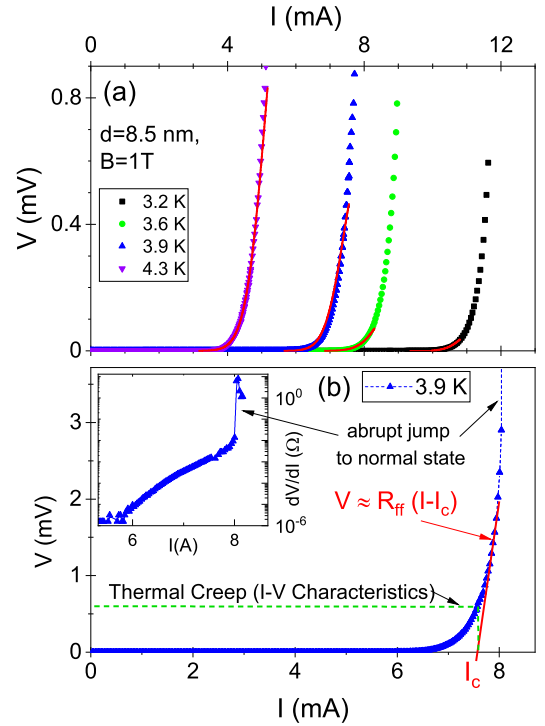 I (mA)
0 4 8 12
(a)
d=8.5 nm,
B=1T
3.2 K
3.6 K
3.9 K
4.3 K
0.8
0.4
0
V (mV)
(b)
3.9 K
abrupt jump
to normal state
V ≈ R_ff (I-I_c)
Thermal Creep (I-V Characteristics)
10^0
10^-6
dV/dI (Ω)
6 8
I(A)
3
2
1
0
V (mV)
0 2 4 6 8
I_c
I (mA)